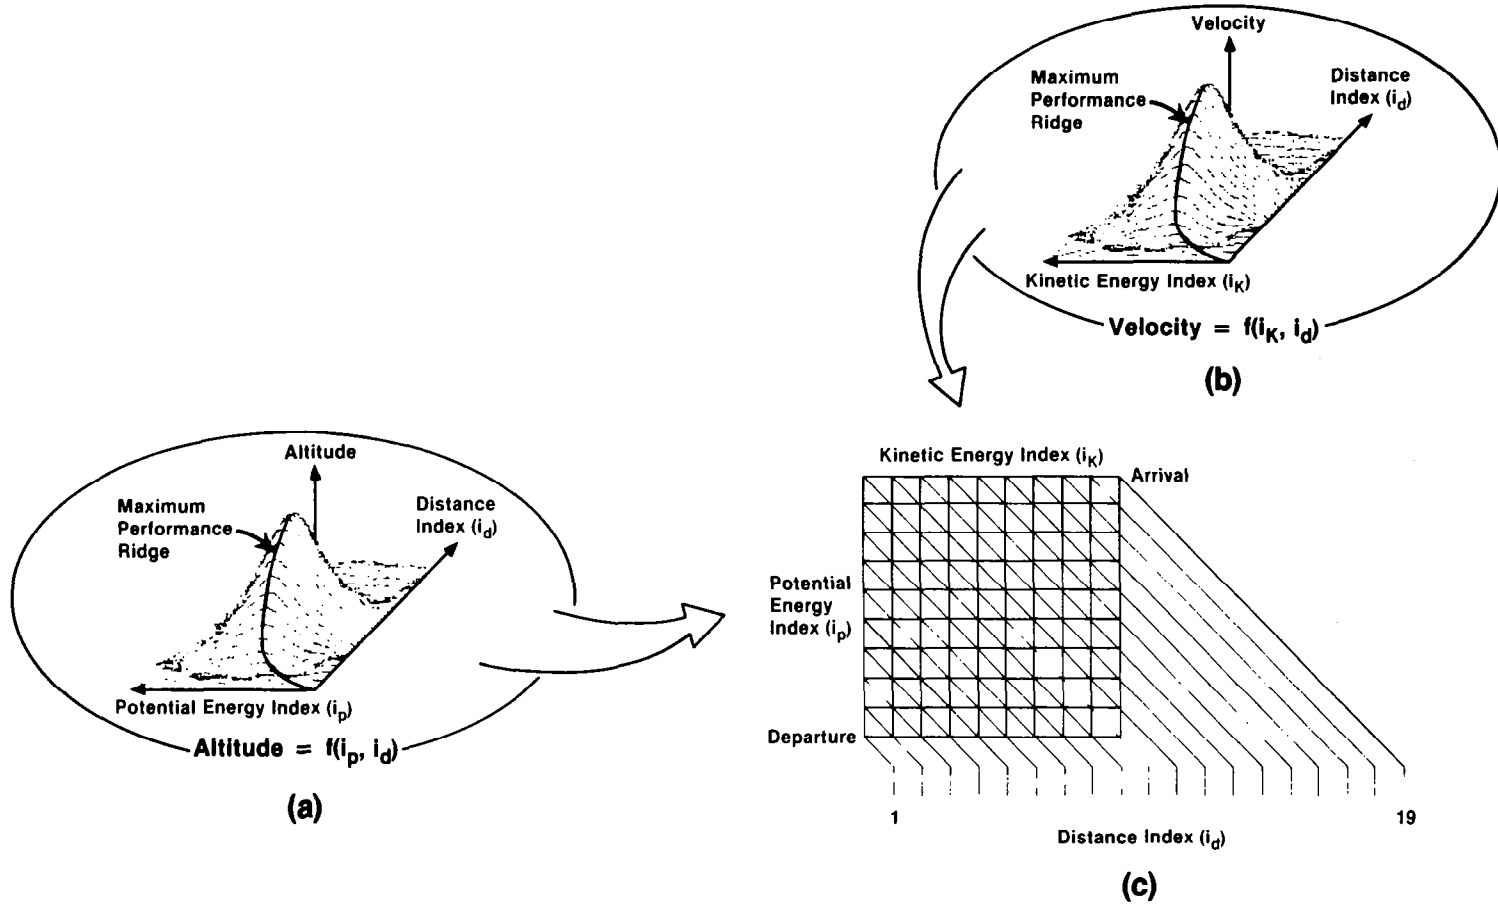 Velocity
Maximum
Performance
Ridge
Distance
Index (i_d)
Kinetic Energy Index (i_K)
Velocity = f(i_K, i_d)
(b)
Altitude
Maximum
Performance
Ridge
Distance
Index (i_d)
Potential Energy Index (i_p)
Altitude = f(i_p, i_d)
(a)
Kinetic Energy Index (i_K)
Arrival
Potential
Energy
Index (i_p)
Departure
1
19
Distance Index (i_d)
(c)